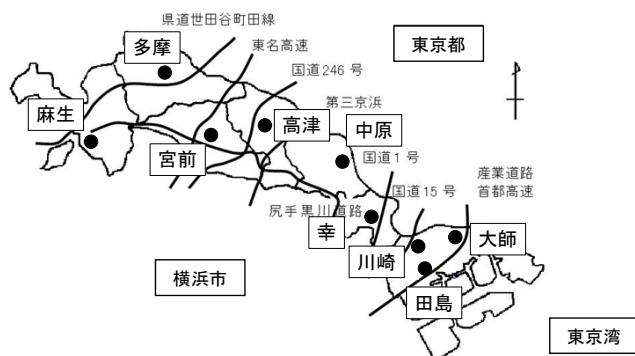 県道世田谷町田線
多摩
東名高速
東京都
国道246 号
麻生
第三京浜
高津
中原
宮前
国道1 号
産業道路
首都高速
国道15 号
尻手黒川道路
幸
大師
川崎
横浜市
田島
東京湾